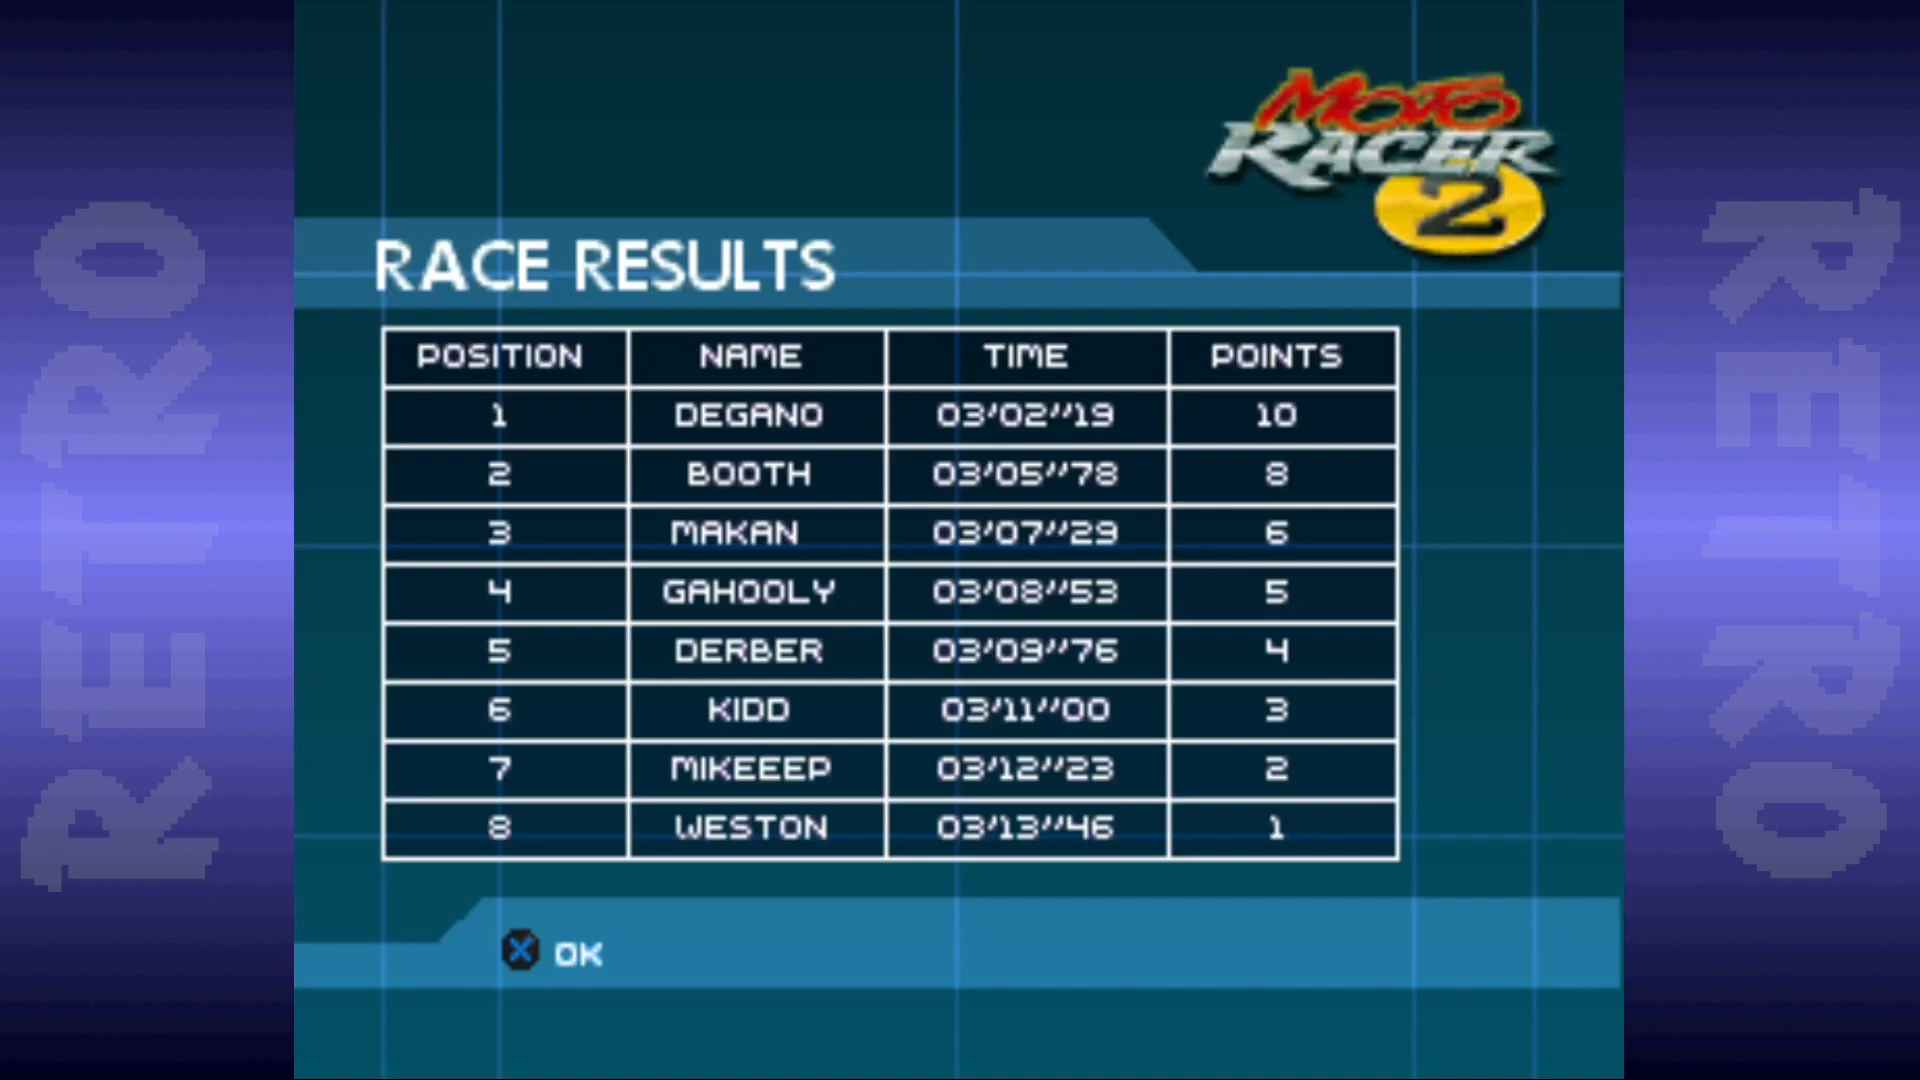 RETRO
MOTO
RACER
2
RACE RESULTS
POSITION NAME TIME POINTS
1 DEGANO 03'02"19 10
2 BOOTH 03'05"78 8
3 MAKAN 03'07"29 6
4 GAHOOLY 03'08"53 5
5 DERBER 03'09"76 4
6 KIDD 03'11"00 3
7 MIKEEEP 03'12"23 2
8 WESTON 03'13"46 1
X OK
RETRO